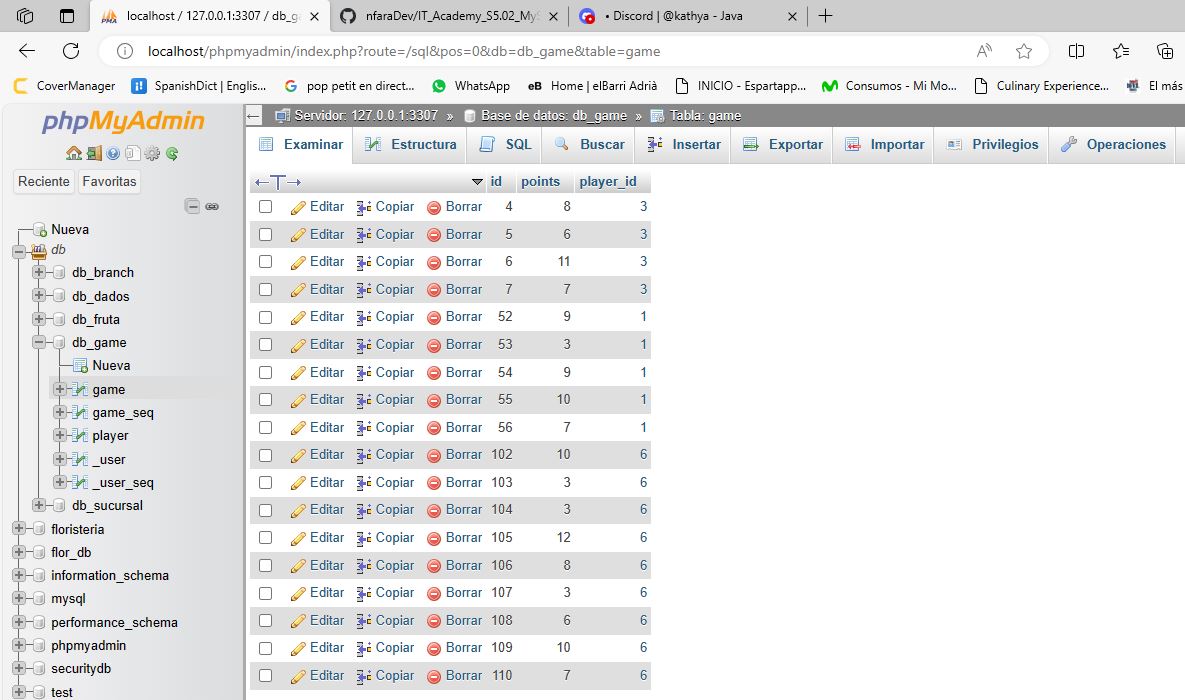 localhost / 127.0.0.1:3307 / db_g
nfaraDev/IT_Academy_S5.02_MyS
• Discord | @kathya - Java
localhost/phpmyadmin/index.php?route=/sql&pos=0&db=db_game&table=game
CoverManager
SpanishDict | Englis...
pop petit en direct...
WhatsApp
eB Home | elBarri Adrià
INICIO - Espartapp...
Consumos - Mi Mo...
Culinary Experience...
El más
phpMyAdmin
Reciente Favoritas
Nueva
db
db_branch
db_dados
db_fruta
db_game
Nueva
game
game_seq
player
_user
_user_seq
db_sucursal
floristeria
flor_db
information_schema
mysql
performance_schema
phpmyadmin
securitydb
test
Servidor: 127.0.0.1:3307 » Base de datos: db_game » Tabla: game
Examinar Estructura SQL Buscar Insertar Exportar Importar Privilegios Operaciones
id points player_id
Editar Copiar Borrar 4 8 3
Editar Copiar Borrar 5 6 3
Editar Copiar Borrar 6 11 3
Editar Copiar Borrar 7 7 3
Editar Copiar Borrar 52 9 1
Editar Copiar Borrar 53 3 1
Editar Copiar Borrar 54 9 1
Editar Copiar Borrar 55 10 1
Editar Copiar Borrar 56 7 1
Editar Copiar Borrar 102 10 6
Editar Copiar Borrar 103 3 6
Editar Copiar Borrar 104 3 6
Editar Copiar Borrar 105 12 6
Editar Copiar Borrar 106 8 6
Editar Copiar Borrar 107 3 6
Editar Copiar Borrar 108 6 6
Editar Copiar Borrar 109 10 6
Editar Copiar Borrar 110 7 6